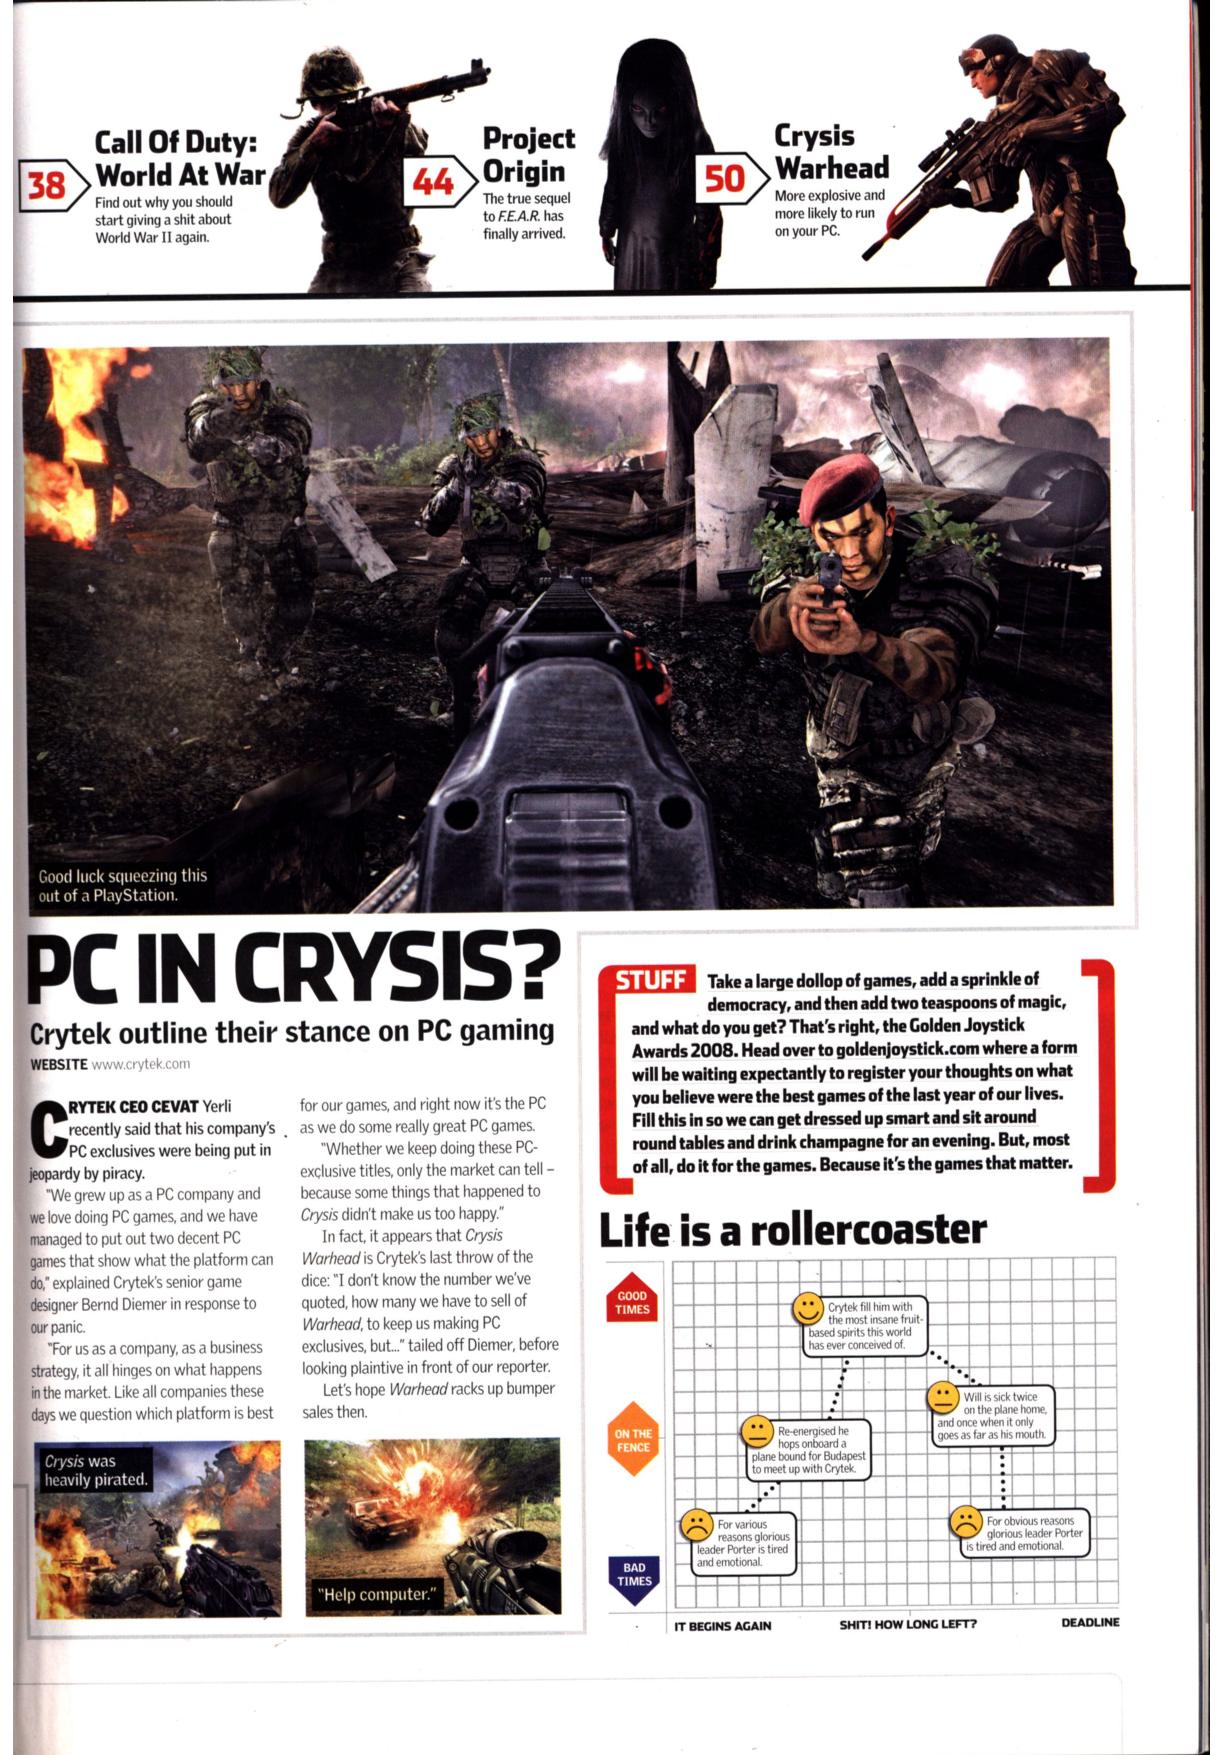 38
Call Of Duty:
World At War
Find out why you should
start giving a shit about
World War II again.
44
Project
Origin
The true sequel
to F.E.A.R. has
finally arrived.
50
Crysis
Warhead
More explosive and
more likely to run
on your PC.
Good luck squeezing this
out of a PlayStation.
PC IN CRYSIS?
Crytek outline their stance on PC gaming
WEBSITE www.crytek.com
CRYTEK CEO CEVAT Yerli
recently said that his company's
PC exclusives were being put in
jeopardy by piracy.
"We grew up as a PC company and
we love doing PC games, and we have
managed to put out two decent PC
games that show what the platform can
do," explained Crytek's senior game
designer Bernd Diemer in response to
our panic.
"For us as a company, as a business
strategy, it all hinges on what happens
in the market. Like all companies these
days we question which platform is best
for our games, and right now it's the PC
as we do some really great PC games.
"Whether we keep doing these PC-
exclusive titles, only the market can tell –
because some things that happened to
Crysis didn't make us too happy."
In fact, it appears that Crysis
Warhead is Crytek's last throw of the
dice: "I don't know the number we've
quoted, how many we have to sell of
Warhead, to keep us making PC
exclusives, but..." tailed off Diemer, before
looking plaintive in front of our reporter.
Let's hope Warhead racks up bumper
sales then.
Crysis was
heavily pirated.
"Help computer."
STUFF Take a large dollop of games, add a sprinkle of
democracy, and then add two teaspoons of magic,
and what do you get? That's right, the Golden Joystick
Awards 2008. Head over to goldenjoystick.com where a form
will be waiting expectantly to register your thoughts on what
you believe were the best games of the last year of our lives.
Fill this in so we can get dressed up smart and sit around
round tables and drink champagne for an evening. But, most
of all, do it for the games. Because it's the games that matter.
Life is a rollercoaster
GOOD
TIMES
ON THE
FENCE
BAD
TIMES
For various
reasons glorious
leader Porter is tired
and emotional.
Re-energised he
hops onboard a
plane bound for Budapest
to meet up with Crytek.
Crytek fill him with
the most insane fruit-
based spirits this world
has ever conceived of.
Will is sick twice
on the plane home,
and once when it only
goes as far as his mouth.
For obvious reasons
glorious leader Porter
is tired and emotional.
IT BEGINS AGAIN
SHIT! HOW LONG LEFT?
DEADLINE